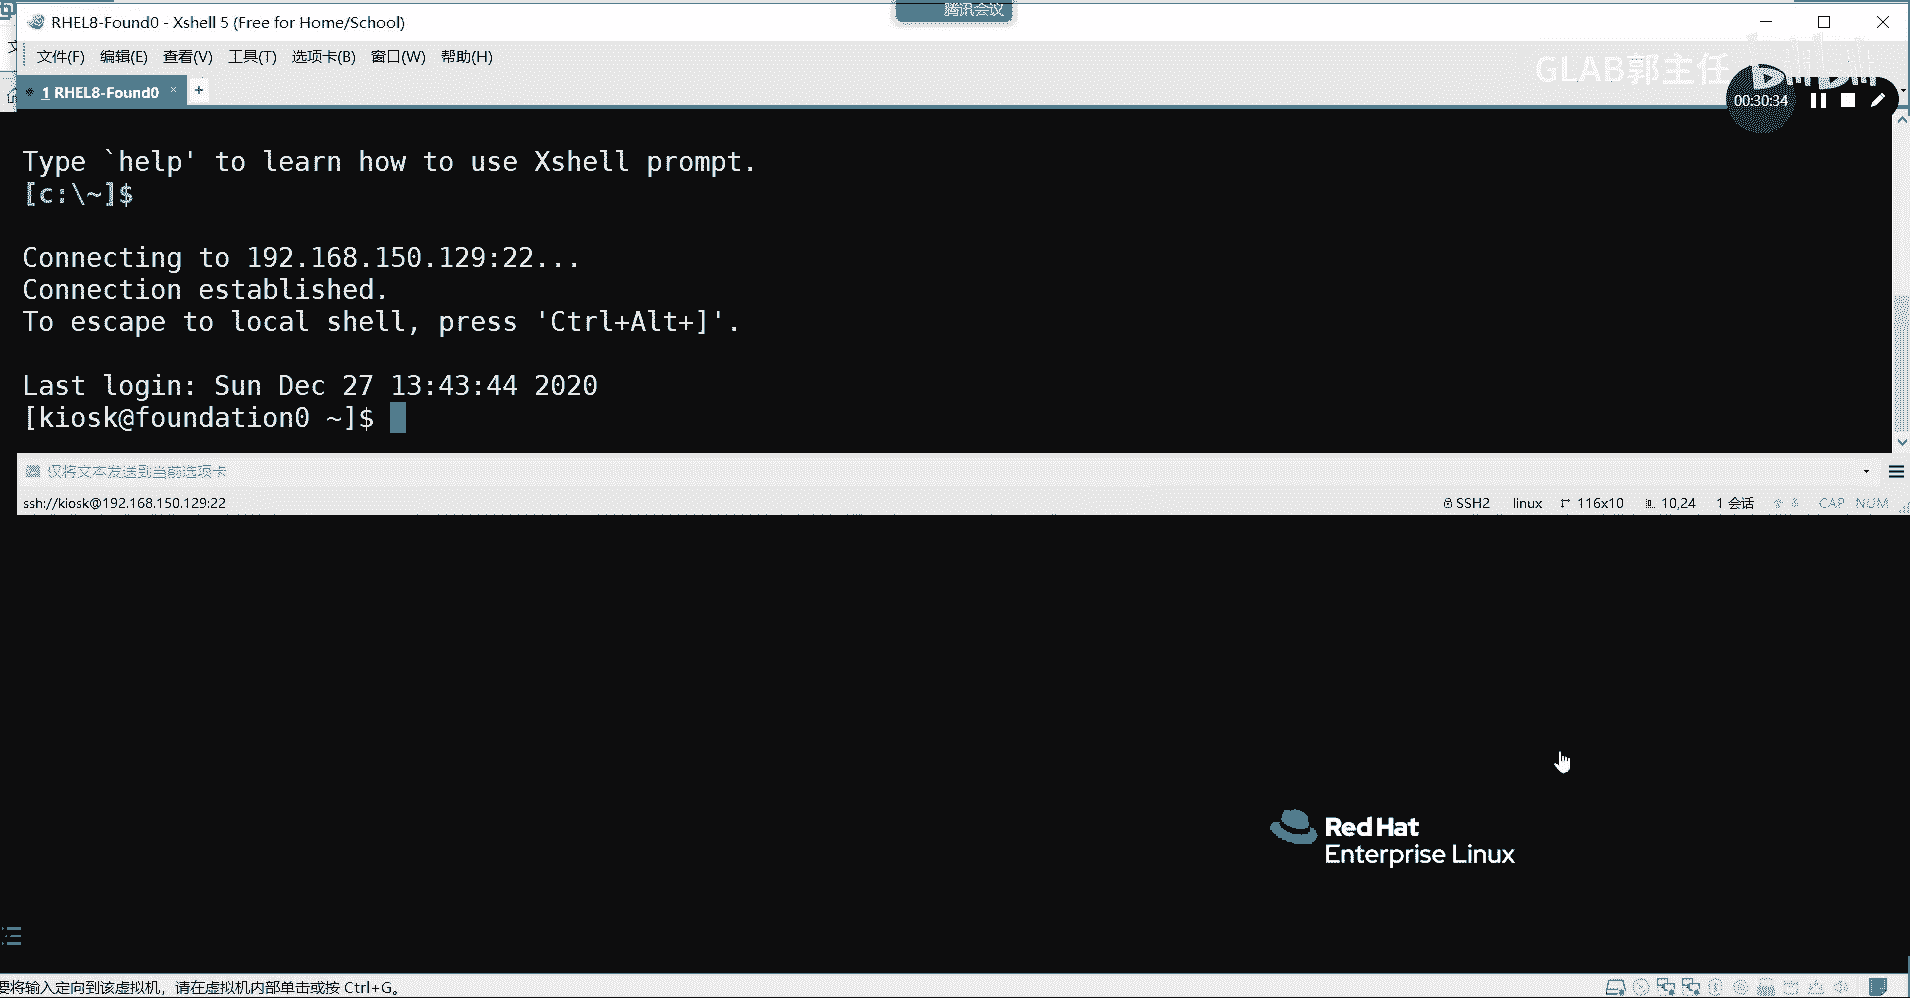 腾讯会议
RHEL8-Found0 - Xshell 5 (Free for Home/School)
文件(F) 编辑(E) 查看(V) 工具(T) 选项卡(B) 窗口(W) 帮助(H)
GLAB郭主任
bilibili
1 RHEL8-Found0 × +
00:30:34
Type `help' to learn how to use Xshell prompt.
[c:\~]$
Connecting to 192.168.150.129:22...
Connection established.
To escape to local shell, press 'Ctrl+Alt+]'.
Last login: Sun Dec 27 13:43:44 2020
[kiosk@foundation0 ~]$
仅将文本发送到当前选项卡
ssh://kiosk@192.168.150.129:22 SSH2 linux 116x10 10,24 1 会话 CAP NUM
Red Hat
Enterprise Linux
要将输入定向到该虚拟机，请在虚拟机内部单击或按 Ctrl+G。